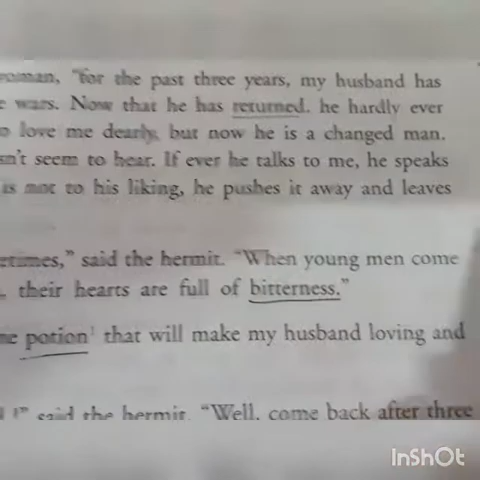 woman, "for the past three years, my husband has
wars. Now that he has returned, he hardly ever
love me dearly, but now he is a changed man.
seem to hear. If ever he talks to me, he speaks
is not to his liking, he pushes it away and leaves
said the hermit. "When young men come
their hearts are full of bitterness."
potion¹ that will make my husband loving and
said the hermit. "Well, come back after three
InShOt